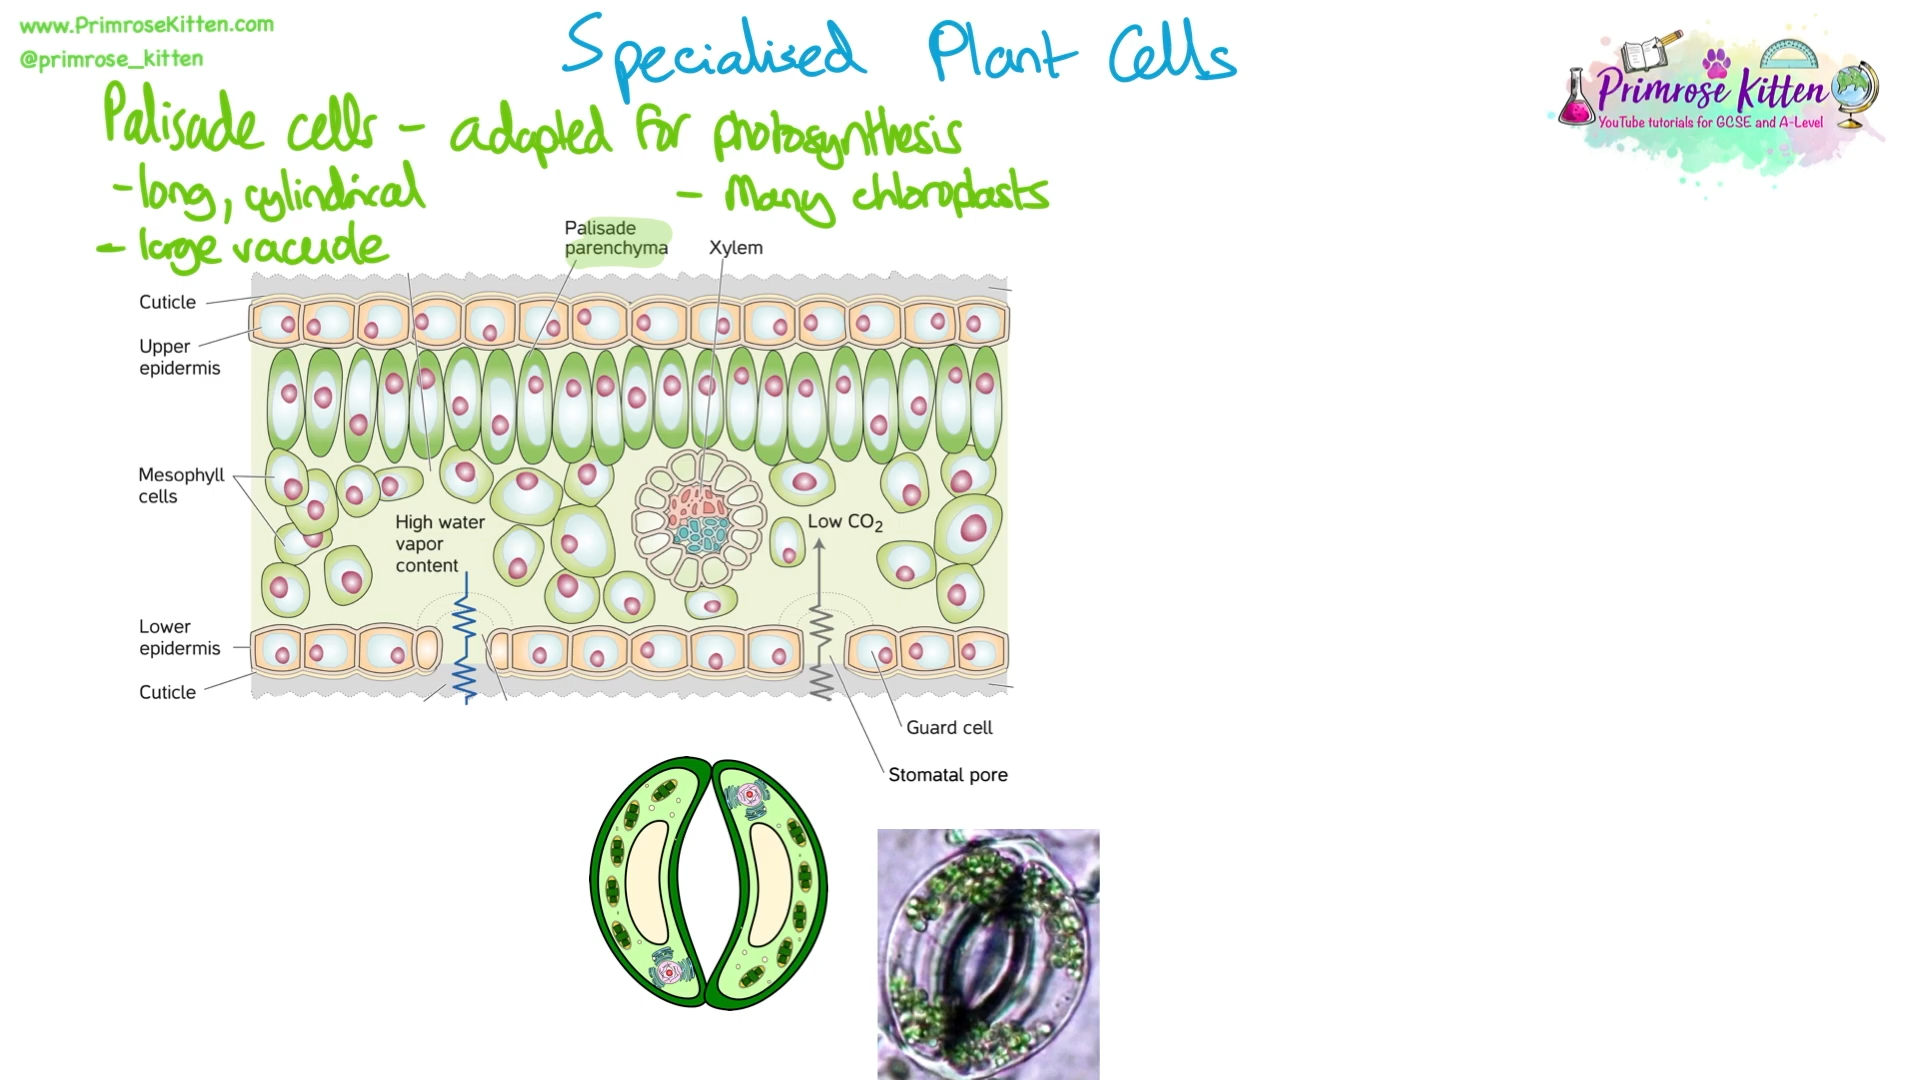 www.PrimroseKitten.com
@primrose_kitten
Specialised Plant Cells
Primrose Kitten
YouTube tutorials for GCSE and A-Level
Palisade cells - adapted for photosynthesis
- long, cylindrical
- Many chloroplasts
- large vacuole
Palisade
parenchyma
Xylem
Cuticle
Upper
epidermis
Mesophyll
cells
High water
vapor
content
Low CO2
Lower
epidermis
Cuticle
Guard cell
Stomatal pore